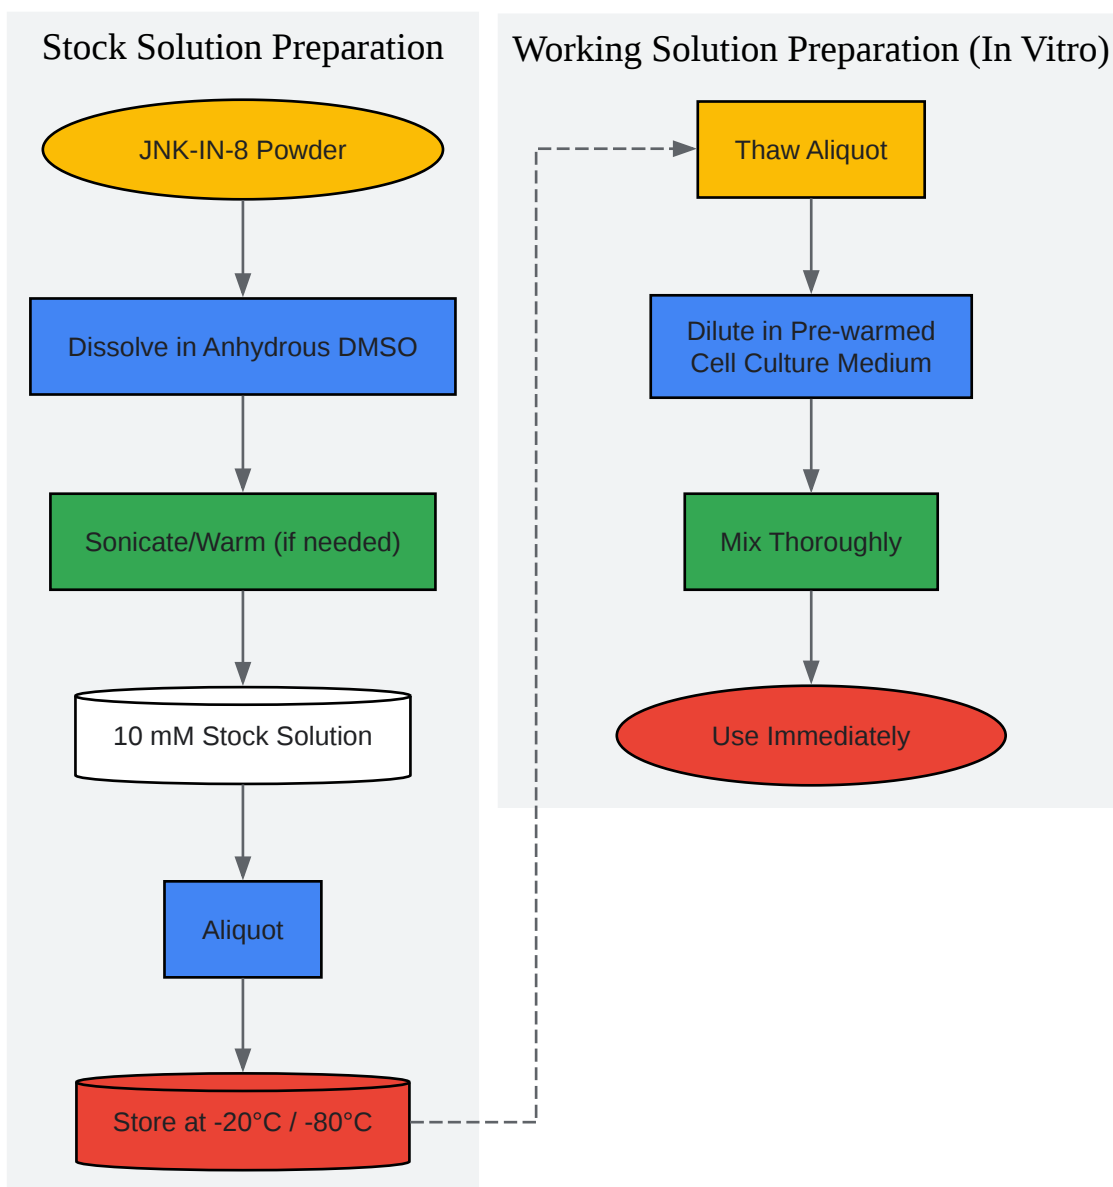 Stock Solution Preparation
JNK-IN-8 Powder
Dissolve in Anhydrous DMSO
Sonicate/Warm (if needed)
10 mM Stock Solution
Aliquot
Store at -20°C / -80°C
Working Solution Preparation (In Vitro)
Thaw Aliquot
Dilute in Pre-warmed
Cell Culture Medium
Mix Thoroughly
Use Immediately